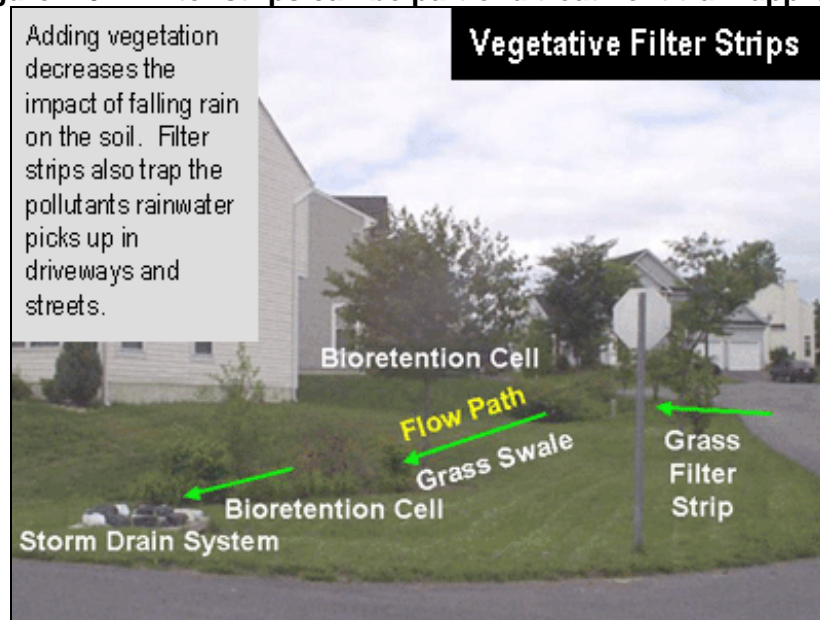 Vegetative Filter Strips
Adding vegetation
decreases the
impact of falling rain
on the soil. Filter
strips also trap the
pollutants rainwater
picks up in
driveways and
streets.
Bioretention Cell
Flow Path
Grass Swale
Grass
Filter
Strip
Bioretention Cell
Storm Drain System